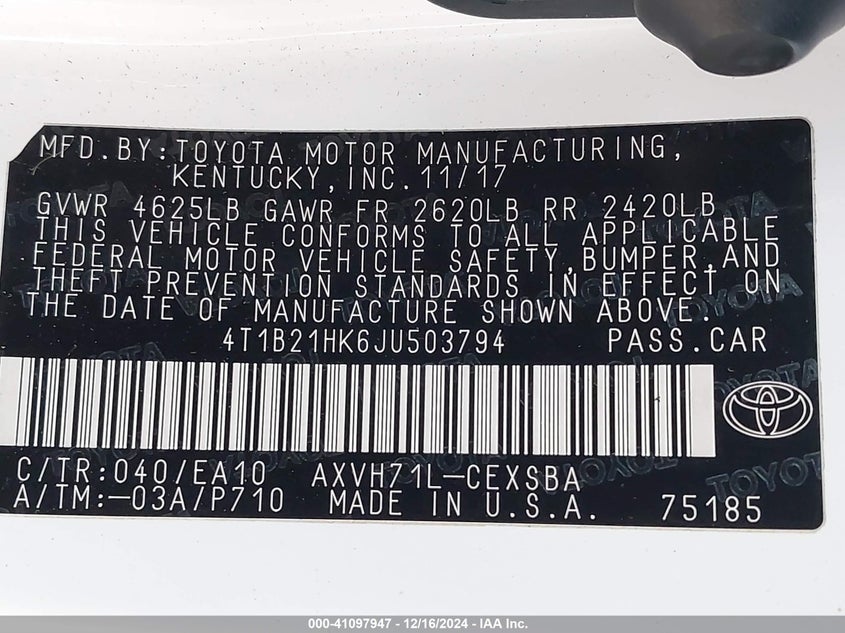 MFD.BY:TOYOTA MOTOR MANUFACTURING,
KENTUCKY,INC.11/17
GVWR 4625LB GAWR FR 2620LB RR 2420LB
THIS VEHICLE CONFORMS TO ALL APPLICABLE
FEDERAL MOTOR VEHICLE SAFETY,BUMPER,AND
THEFT PREVENTION STANDARDS IN EFFECT ON
THE DATE OF MANUFACTURE SHOWN ABOVE.
4T1B21HK6JU503794 PASS.CAR
C/TR:040/EA10 AXVH71L-CEXSBA
A/TM:-03A/P710 MADE IN U.S.A. 75185
000-41097947 - 12/16/2024 - IAA Inc.